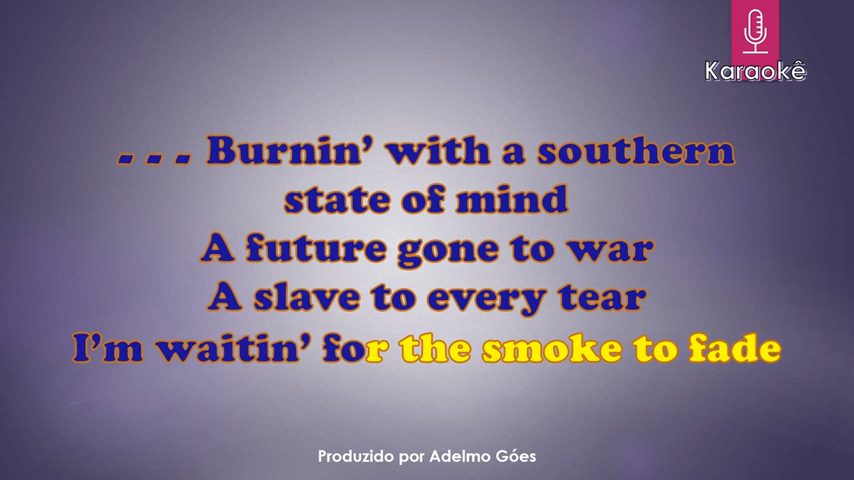 Karaokê
- - - Burnin’ with a southern
state of mind
A future gone to war
A slave to every tear
I’m waitin’ for the smoke to fade
Produzido por Adelmo Góes